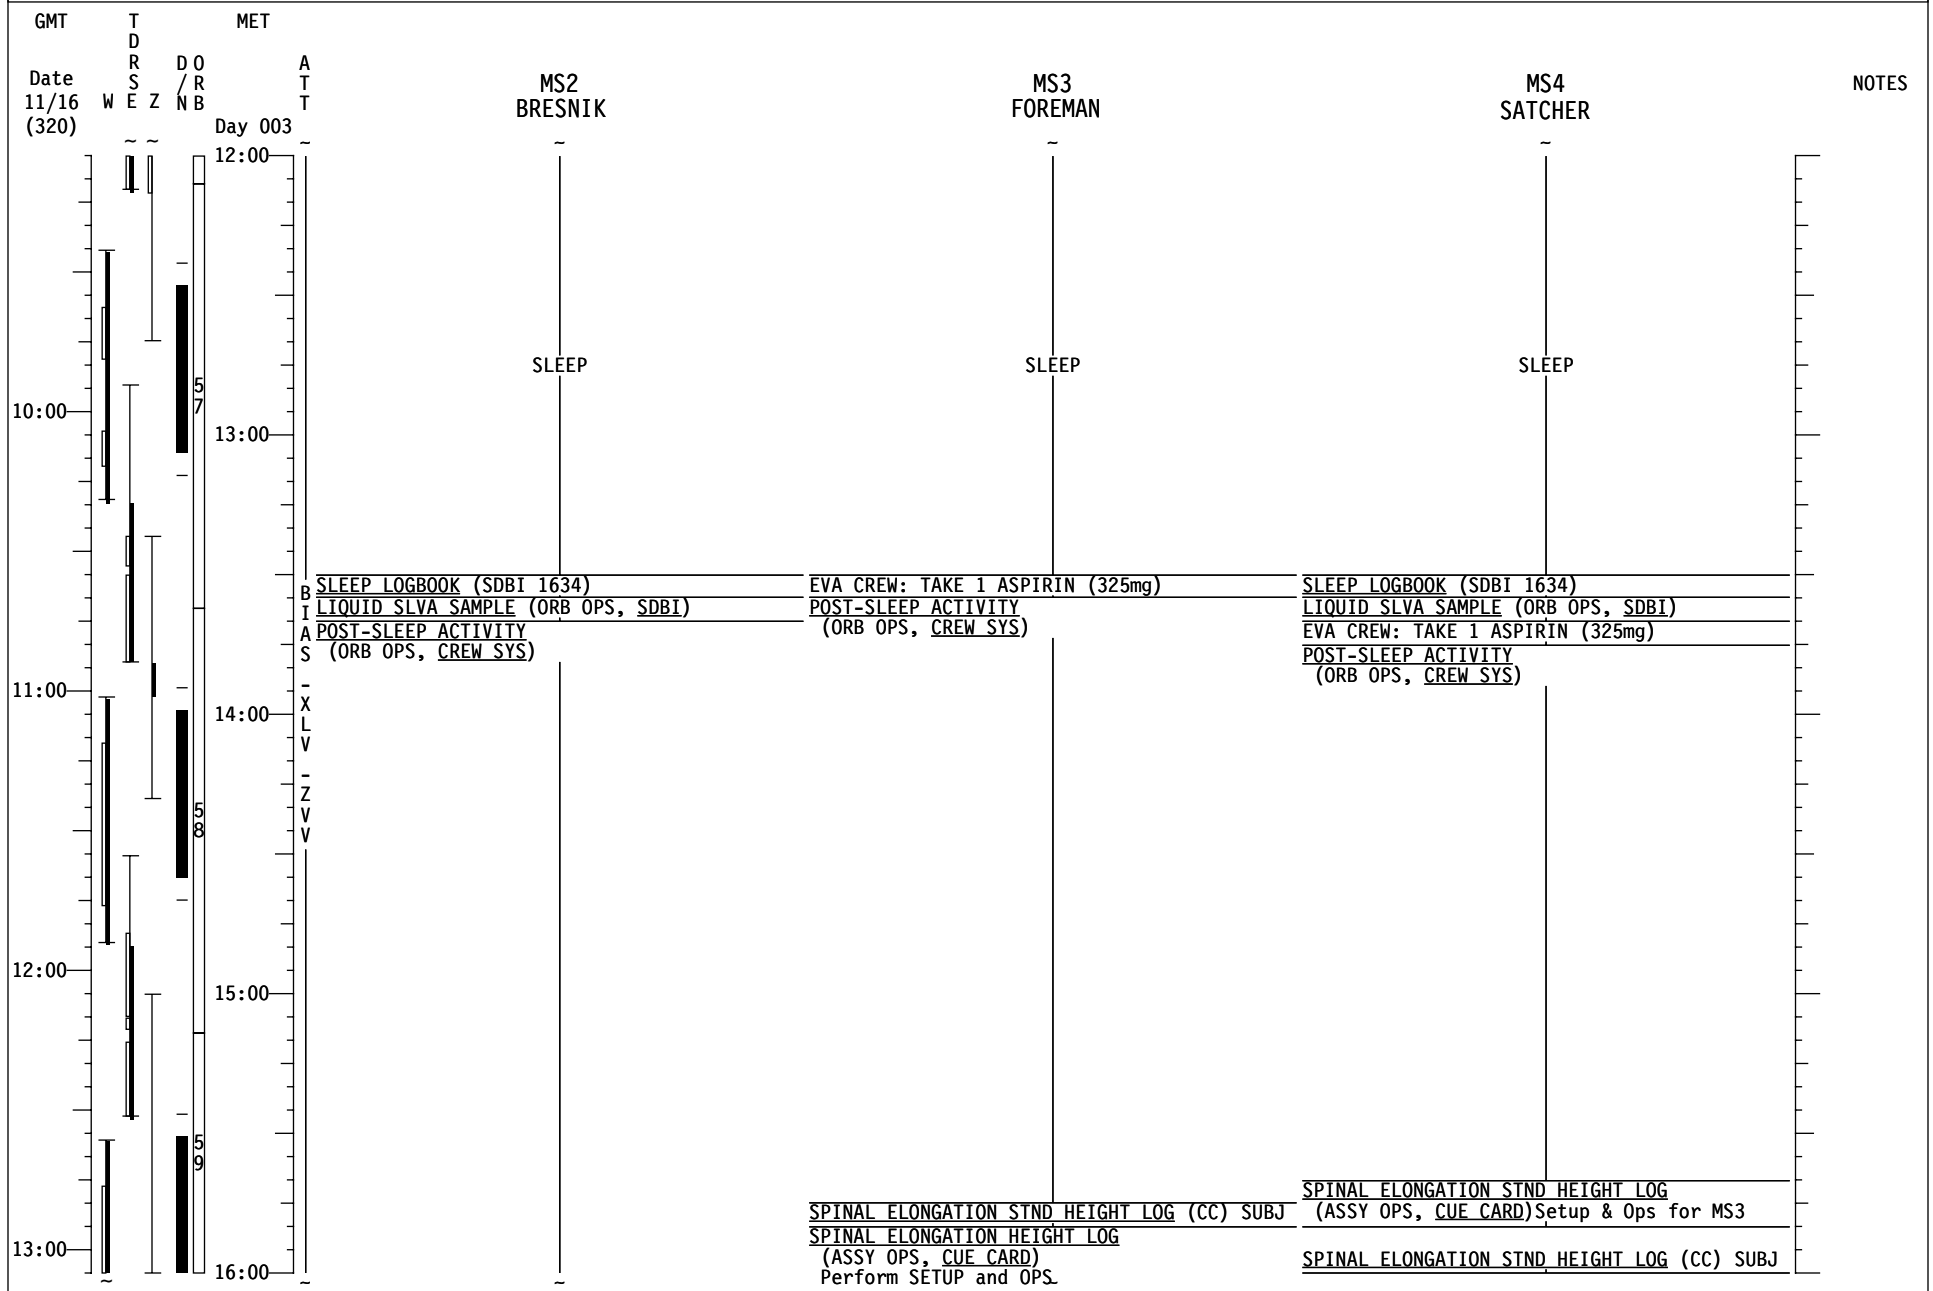 GMT TDRS MET
Date
11/16 W E Z D/N ORB ATT
(320) Day 003
MS2 MS3 MS4 NOTES
BRESNIK FOREMAN SATCHER
~ ~ ~ ~ ~ ~
12:00
SLEEP SLEEP SLEEP
57
10:00
13:00
BIAS -XLV -ZVV
SLEEP LOGBOOK (SDBI 1634) EVA CREW: TAKE 1 ASPIRIN (325mg) SLEEP LOGBOOK (SDBI 1634)
LIQUID SLVA SAMPLE (ORB OPS, SDBI) POST-SLEEP ACTIVITY LIQUID SLVA SAMPLE (ORB OPS, SDBI)
POST-SLEEP ACTIVITY (ORB OPS, CREW SYS) EVA CREW: TAKE 1 ASPIRIN (325mg)
(ORB OPS, CREW SYS) POST-SLEEP ACTIVITY
(ORB OPS, CREW SYS)
11:00
14:00
58
12:00
15:00
59
SPINAL ELONGATION STND HEIGHT LOG
SPINAL ELONGATION STND HEIGHT LOG (CC) SUBJ (ASSY OPS, CUE CARD)Setup & Ops for MS3
SPINAL ELONGATION HEIGHT LOG
13:00 (ASSY OPS, CUE CARD) SPINAL ELONGATION STND HEIGHT LOG (CC) SUBJ
16:00 Perform SETUP and OPS
~ ~ ~ ~ ~